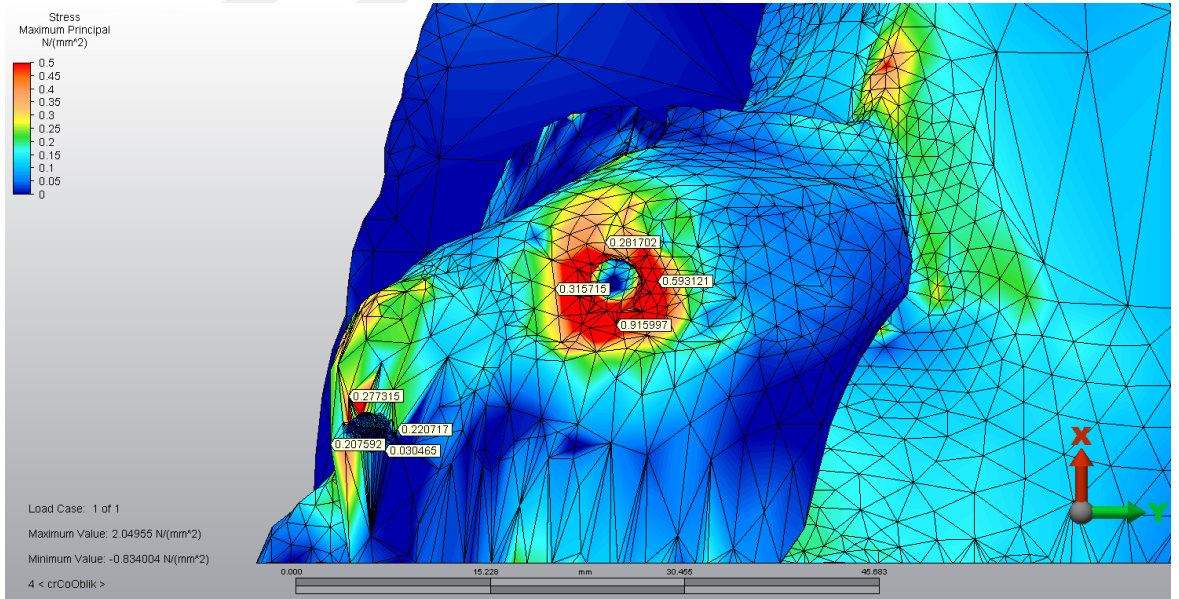 Stress
Maximum Principal
N/(mm^2)
0.5
0.45
0.4
0.35
0.3
0.25
0.2
0.15
0.1
0.05
0
0.281702
0.315715
0.593121
0.915997
0.277315
0.220717
0.207592
0.030465
X
Y
Load Case: 1 of 1
Maximum Value: 2.04955 N/(mm^2)
Minimum Value: -0.834004 N/(mm^2)
4 < crCoOblik >
0.000 15.228 mm 30.455 45.683